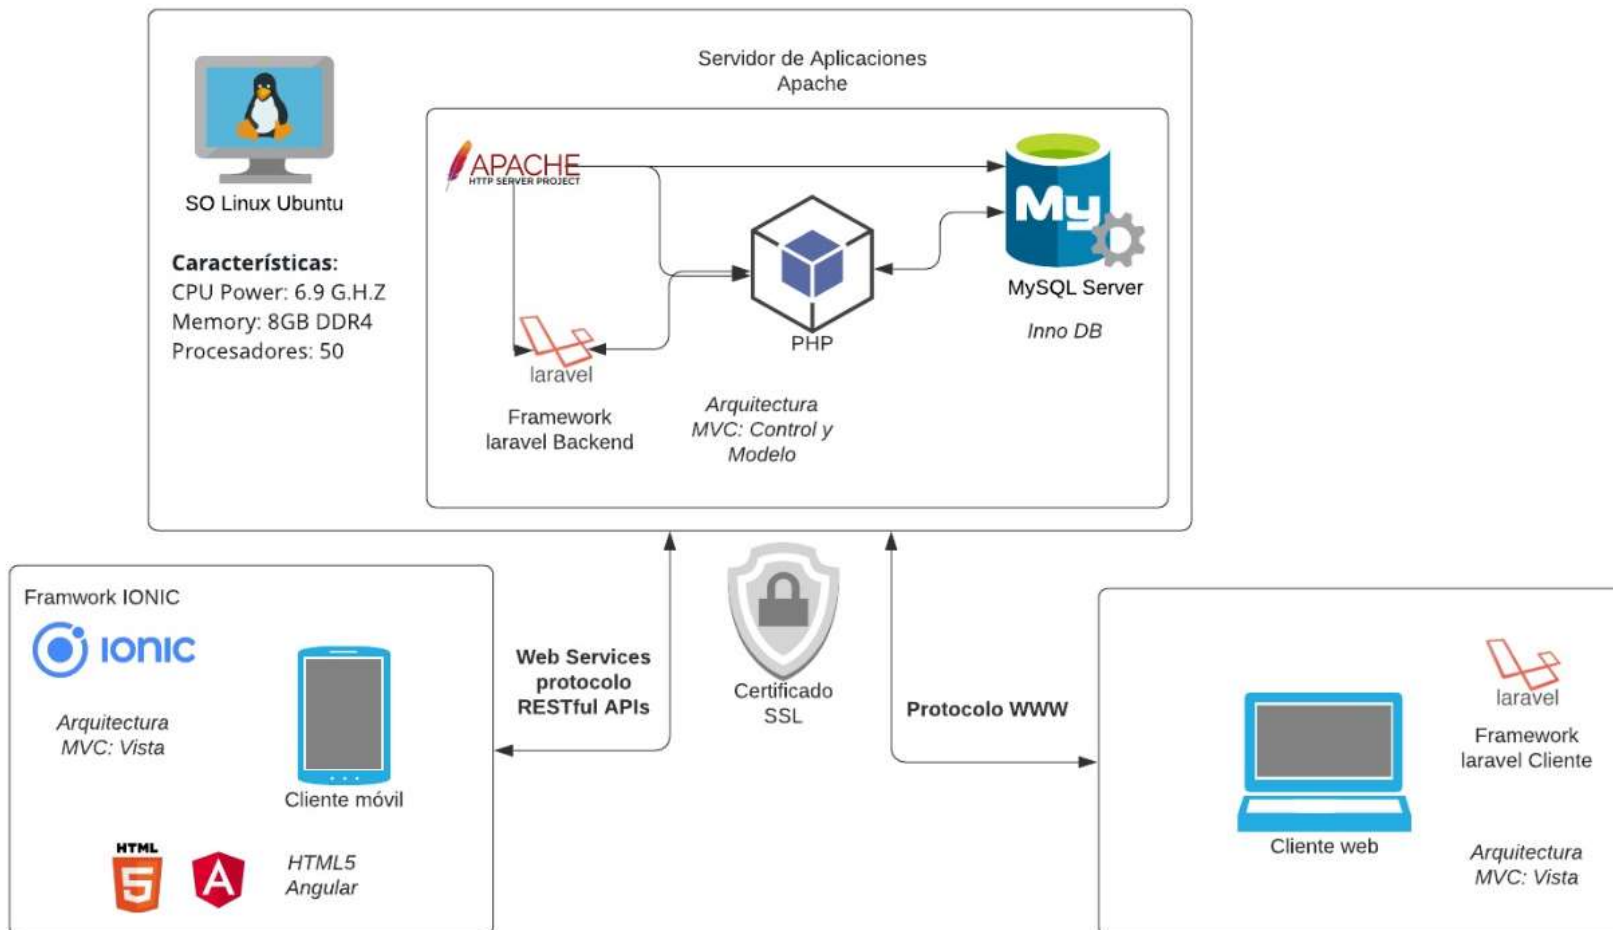 Servidor de Aplicaciones
Apache
SO Linux Ubuntu
Características:
CPU Power: 6.9 G.H.Z
Memory: 8GB DDR4
Procesadores: 50
APACHE
HTTP SERVER PROJECT
laravel
Framework
laravel Backend
PHP
Arquitectura
MVC: Control y
Modelo
My
MySQL Server
Inno DB
Framwork IONIC
IONIC
Arquitectura
MVC: Vista
Cliente móvil
HTML
5
A
HTML5
Angular
Web Services
protocolo
RESTful APIs
Certificado
SSL
Protocolo WWW
laravel
Framework
laravel Cliente
Cliente web
Arquitectura
MVC: Vista